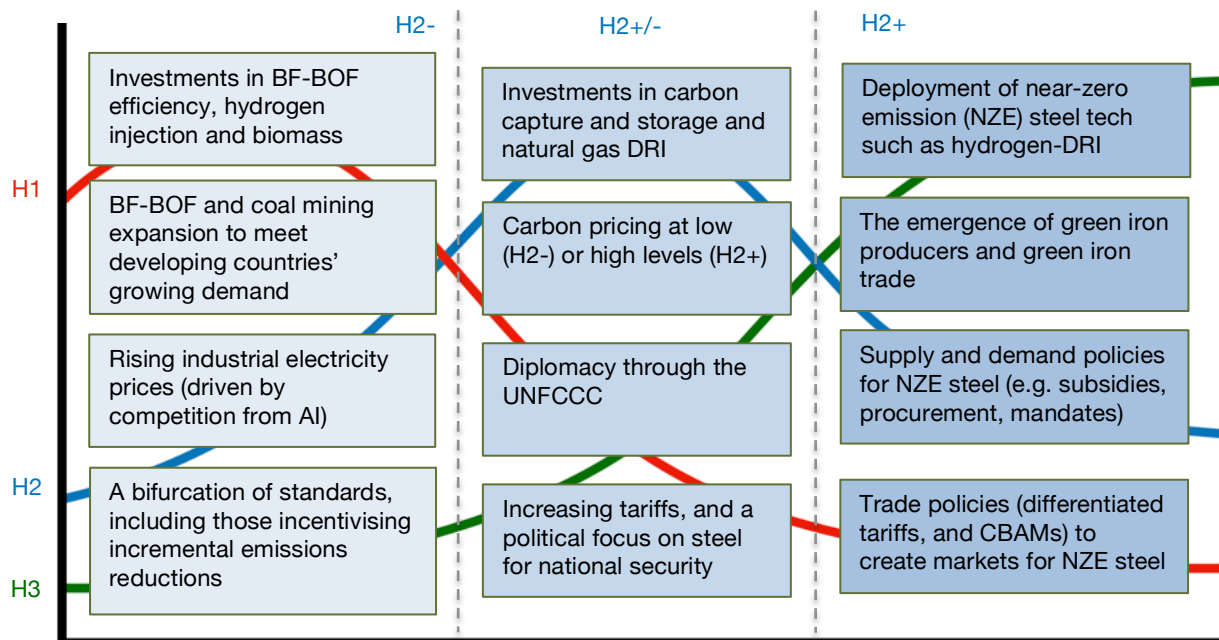 H2-
H2+/-
H2+
H1
H2
H3
Investments in BF-BOF
efficiency, hydrogen
injection and biomass
BF-BOF and coal mining
expansion to meet
developing countries’
growing demand
Rising industrial electricity
prices (driven by
competition from AI)
A bifurcation of standards,
including those incentivising
incremental emissions
reductions
Investments in carbon
capture and storage and
natural gas DRI
Carbon pricing at low
(H2-) or high levels (H2+)
Diplomacy through the
UNFCCC
Increasing tariffs, and a
political focus on steel
for national security
Deployment of near-zero
emission (NZE) steel tech
such as hydrogen-DRI
The emergence of green iron
producers and green iron
trade
Supply and demand policies
for NZE steel (e.g. subsidies,
procurement, mandates)
Trade policies (differentiated
tariffs, and CBAMs) to
create markets for NZE steel